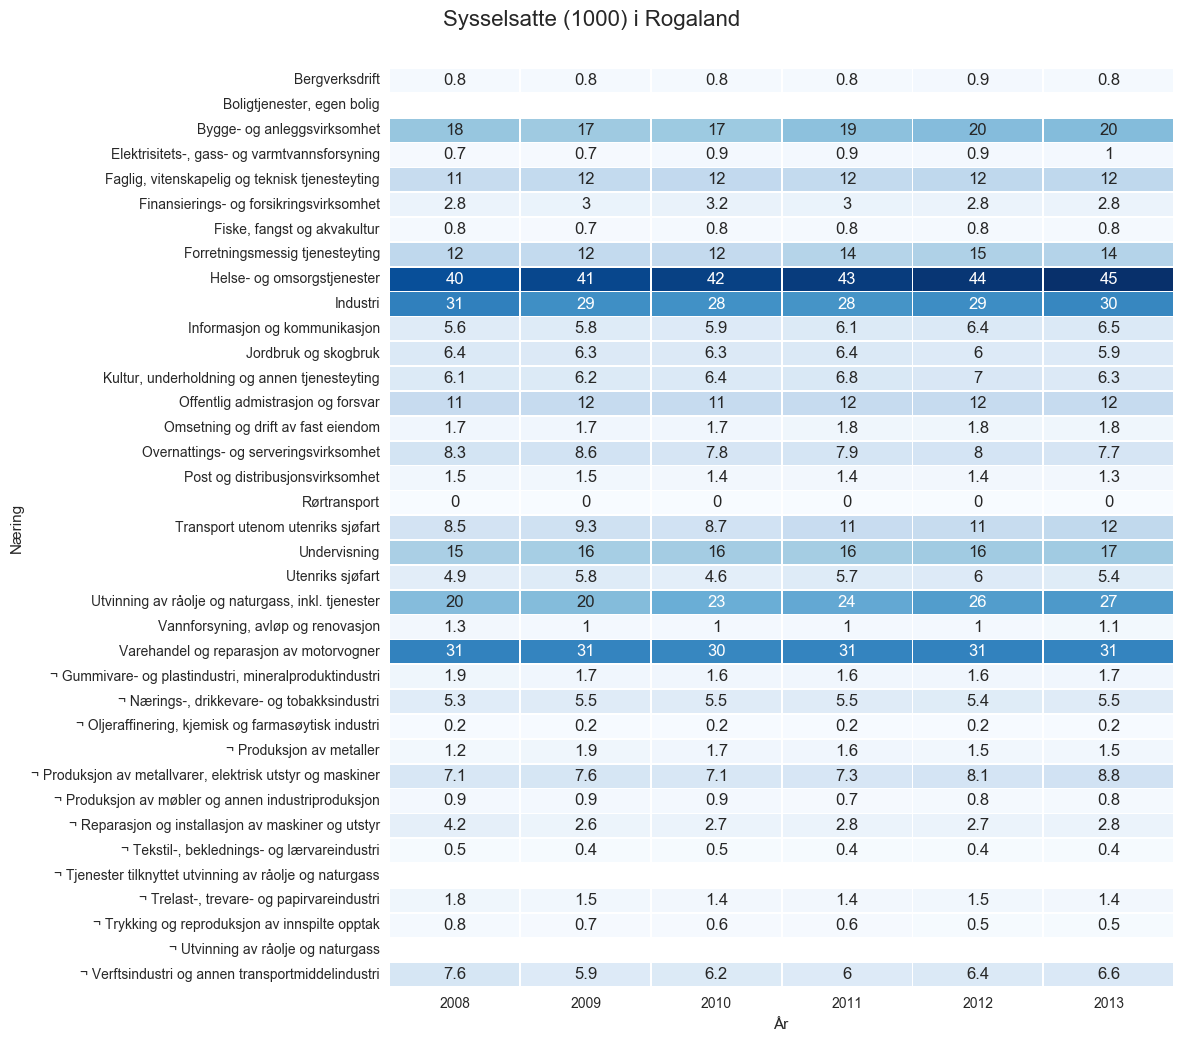 Sysselsatte (1000) i Rogaland
Bergverksdrift 0.8 0.8 0.8 0.8 0.9 0.8
Boligtjenester, egen bolig
Bygge- og anleggsvirksomhet 18 17 17 19 20 20
Elektrisitets-, gass- og varmtvannsforsyning 0.7 0.7 0.9 0.9 0.9 1
Faglig, vitenskapelig og teknisk tjenesteyting 11 12 12 12 12 12
Finansierings- og forsikringsvirksomhet 2.8 3 3.2 3 2.8 2.8
Fiske, fangst og akvakultur 0.8 0.7 0.8 0.8 0.8 0.8
Forretningsmessig tjenesteyting 12 12 12 14 15 14
Helse- og omsorgstjenester 40 41 42 43 44 45
Industri 31 29 28 28 29 30
Informasjon og kommunikasjon 5.6 5.8 5.9 6.1 6.4 6.5
Jordbruk og skogbruk 6.4 6.3 6.3 6.4 6 5.9
Kultur, underholdning og annen tjenesteyting 6.1 6.2 6.4 6.8 7 6.3
Offentlig admistrasjon og forsvar 11 12 11 12 12 12
Omsetning og drift av fast eiendom 1.7 1.7 1.7 1.8 1.8 1.8
Overnattings- og serveringsvirksomhet 8.3 8.6 7.8 7.9 8 7.7
Post og distribusjonsvirksomhet 1.5 1.5 1.4 1.4 1.4 1.3
Rørtransport 0 0 0 0 0 0
Transport utenom utenriks sjøfart 8.5 9.3 8.7 11 11 12
Undervisning 15 16 16 16 16 17
Utenriks sjøfart 4.9 5.8 4.6 5.7 6 5.4
Utvinning av råolje og naturgass, inkl. tjenester 20 20 23 24 26 27
Vannforsyning, avløp og renovasjon 1.3 1 1 1 1 1.1
Varehandel og reparasjon av motorvogner 31 31 30 31 31 31
¬ Gummivare- og plastindustri, mineralproduktindustri 1.9 1.7 1.6 1.6 1.6 1.7
¬ Nærings-, drikkevare- og tobakksindustri 5.3 5.5 5.5 5.5 5.4 5.5
¬ Oljeraffinering, kjemisk og farmasøytisk industri 0.2 0.2 0.2 0.2 0.2 0.2
¬ Produksjon av metaller 1.2 1.9 1.7 1.6 1.5 1.5
¬ Produksjon av metallvarer, elektrisk utstyr og maskiner 7.1 7.6 7.1 7.3 8.1 8.8
¬ Produksjon av møbler og annen industriproduksjon 0.9 0.9 0.9 0.7 0.8 0.8
¬ Reparasjon og installasjon av maskiner og utstyr 4.2 2.6 2.7 2.8 2.7 2.8
¬ Tekstil-, beklednings- og lærvareindustri 0.5 0.4 0.5 0.4 0.4 0.4
¬ Tjenester tilknyttet utvinning av råolje og naturgass
¬ Trelast-, trevare- og papirvareindustri 1.8 1.5 1.4 1.4 1.5 1.4
¬ Trykking og reproduksjon av innspilte opptak 0.8 0.7 0.6 0.6 0.5 0.5
¬ Utvinning av råolje og naturgass
¬ Verftsindustri og annen transportmiddelindustri 7.6 5.9 6.2 6 6.4 6.6
2008 2009 2010 2011 2012 2013
År
Næring